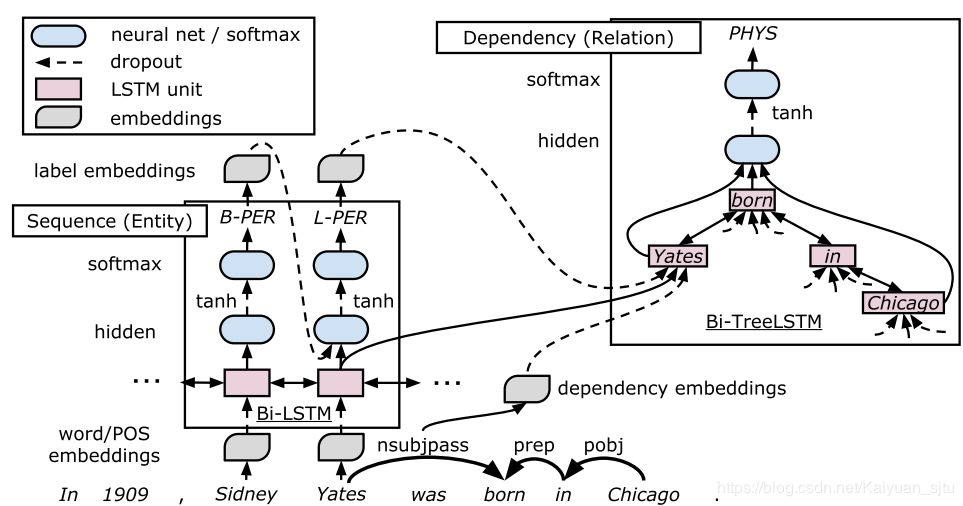 neural net / softmax
dropout
LSTM unit
embeddings
Dependency (Relation)
PHYS
softmax
tanh
hidden
born
Yates
in
Chicago
Bi-TreeLSTM
label embeddings
Sequence (Entity)
B-PER
L-PER
softmax
tanh
tanh
hidden
...
...
Bi-LSTM
dependency embeddings
word/POS
embeddings
nsubjpass
prep
pobj
In 1909 , Sidney Yates was born in Chicago .
https://blog.csdn.net/Kaiyuan_sjtu